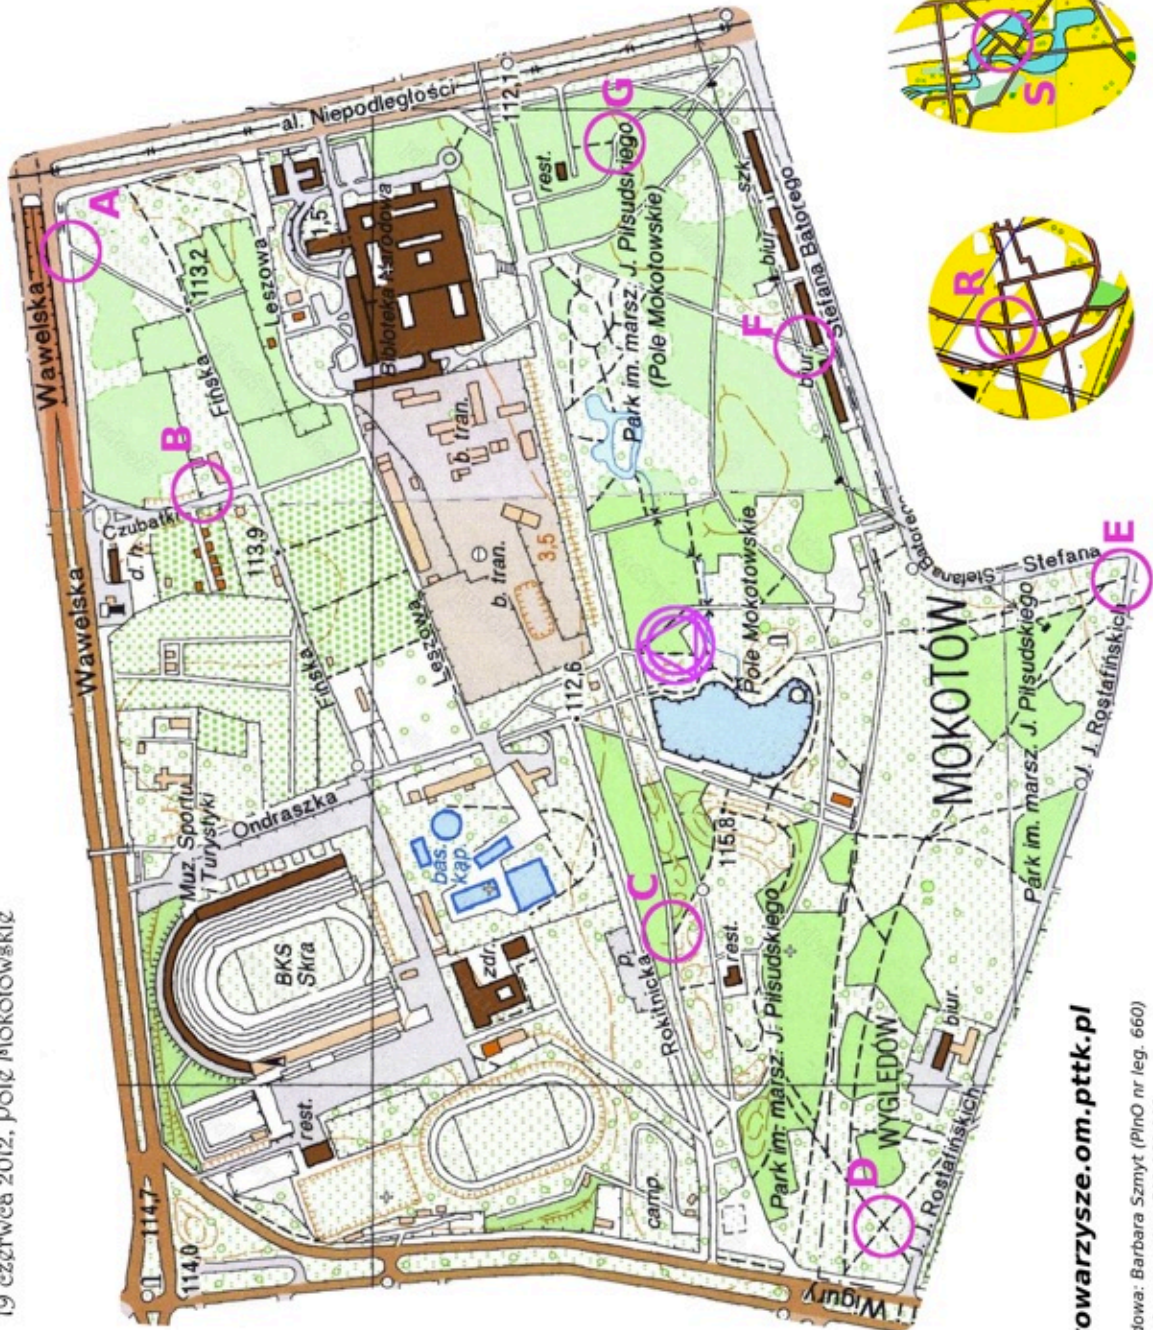 19 czerwca 2012, Pole Mokotowskie
Wawelska
al. Niepodległości
A
G
S
112,1
113,2
Leszowa
1,5
Biblioteka Narodowa
rest.
Park im. marsz. J. Piłsudskiego
(Pole Mokotowskie)
szk.
biur.
biur.
Stefana Batorego
R
F
Fińska
B
Czubatki
d. h.
113,9
b. tran.
b. tran.
3,5
Wawelska
Fińska
Leszowa
112,6
Pole Mokotowskie
Stefana Batorego
Stefana
E
MOKOTÓW
Park im. marsz. J. Piłsudskiego
J. J. Rostafińskich
Muz. Sportu
i Turystyki
Ondraszka
bas.
kąp.
115,8
C
BKS
Skra
zdr.
p.
Rokitnicka
rest.
Park im. marsz. J. Piłsudskiego
biur.
WYGLĘDÓW
rest.
camp.
D
J. J. Rostafińskich
114,7
114,0
i Wigury
owarzysze.om.pttk.pl
dowa: Barbara Szmyt (PInO nr leg. 660)